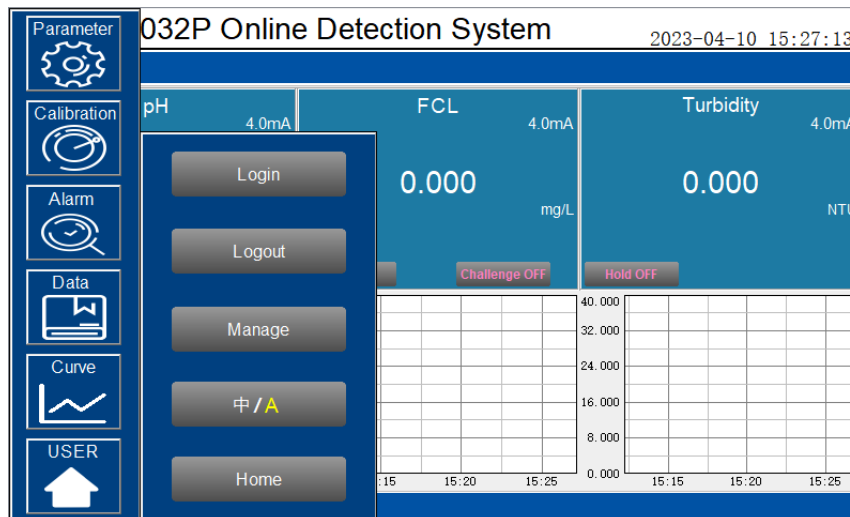 Parameter
032P Online Detection System
2023-04-10 15:27:13
Calibration
pH
4.0mA
FCL
4.0mA
Turbidity
4.0mA
Login
0.000
mg/L
0.000
NTU
Alarm
Logout
Challenge OFF
Hold OFF
Data
Manage
40.000
32.000
24.000
16.000
8.000
0.000
Curve
中/A
USER
Home
:15
15:20
15:25
15:15
15:20
15:25